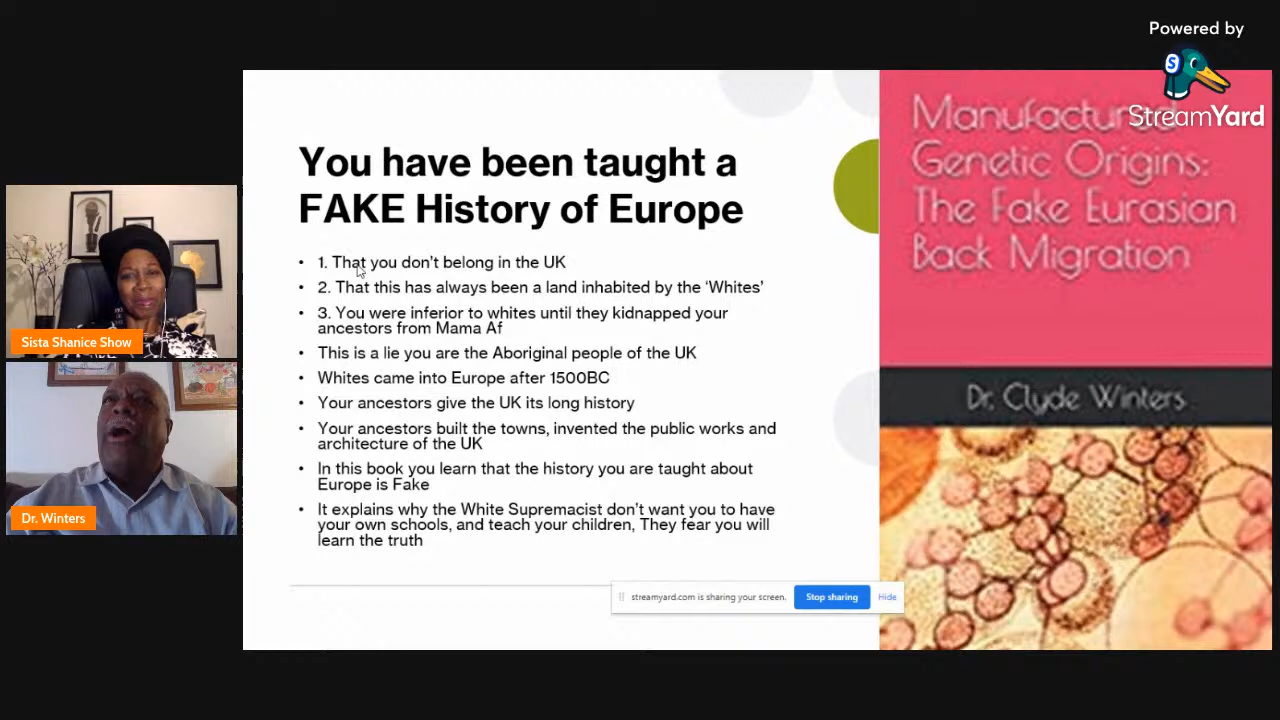 Powered by
StreamYard
You have been taught a
FAKE History of Europe
• 1. That you don't belong in the UK
• 2. That this has always been a land inhabited by the 'Whites'
• 3. You were inferior to whites until they kidnapped your
ancestors from Mama Af
• This is a lie you are the Aboriginal people of the UK
• Whites came into Europe after 1500BC
• Your ancestors give the UK its long history
• Your ancestors built the towns, invented the public works and
architecture of the UK
• In this book you learn that the history you are taught about
Europe is Fake
• It explains why the White Supremacist don't want you to have
your own schools, and teach your children, They fear you will
learn the truth
Manufactured
Genetic Origins:
The Fake Eurasian
Back Migration
Dr. Clyde Winters
Sista Shanice Show
Dr. Winters
streamyard.com is sharing your screen.
Stop sharing
Hide